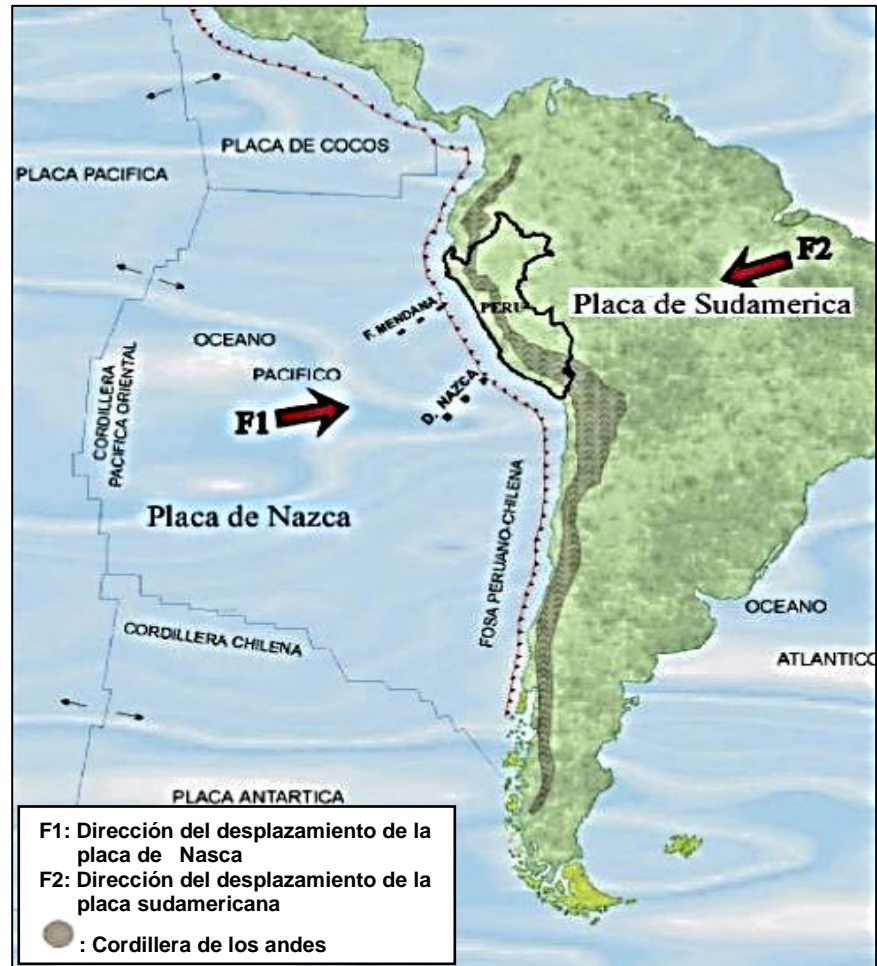 PLACA DE COCOS
PLACA PACIFICA
F2
Placa de Sudamerica
PERU
F. MENDANA
OCEANO
PACIFICO
D. NAZCA
F1
CORDILLERA
PACIFICA ORIENTAL
Placa de Nazca
FOSA PERUANO-CHILENA
OCEANO
ATLANTICO
CORDILLERA CHILENA
PLACA ANTARTICA
F1: Dirección del desplazamiento de la
placa de Nasca
F2: Dirección del desplazamiento de la
placa sudamericana
: Cordillera de los andes